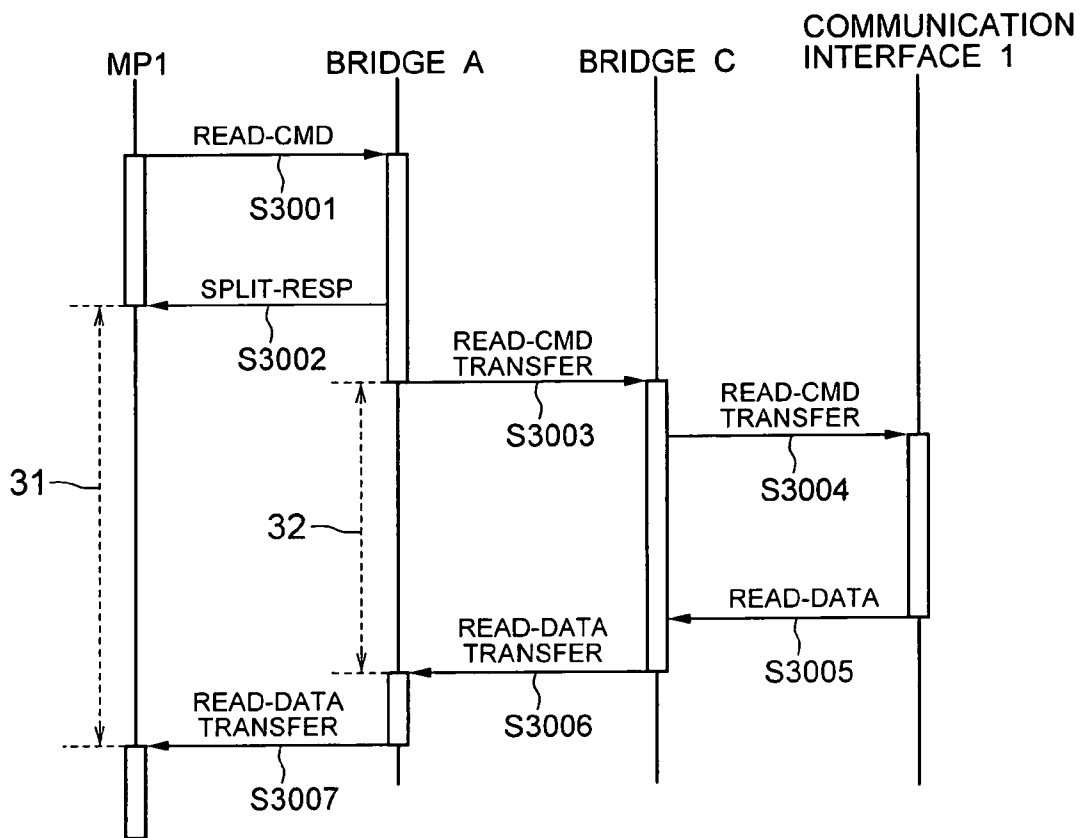 COMMUNICATION
MP1 BRIDGE A BRIDGE C INTERFACE 1
READ-CMD
S3001
SPLIT-RESP
S3002
READ-CMD
TRANSFER
S3003
READ-CMD
TRANSFER
S3004
31
32
READ-DATA
S3005
READ-DATA
TRANSFER
S3006
READ-DATA
TRANSFER
S3007